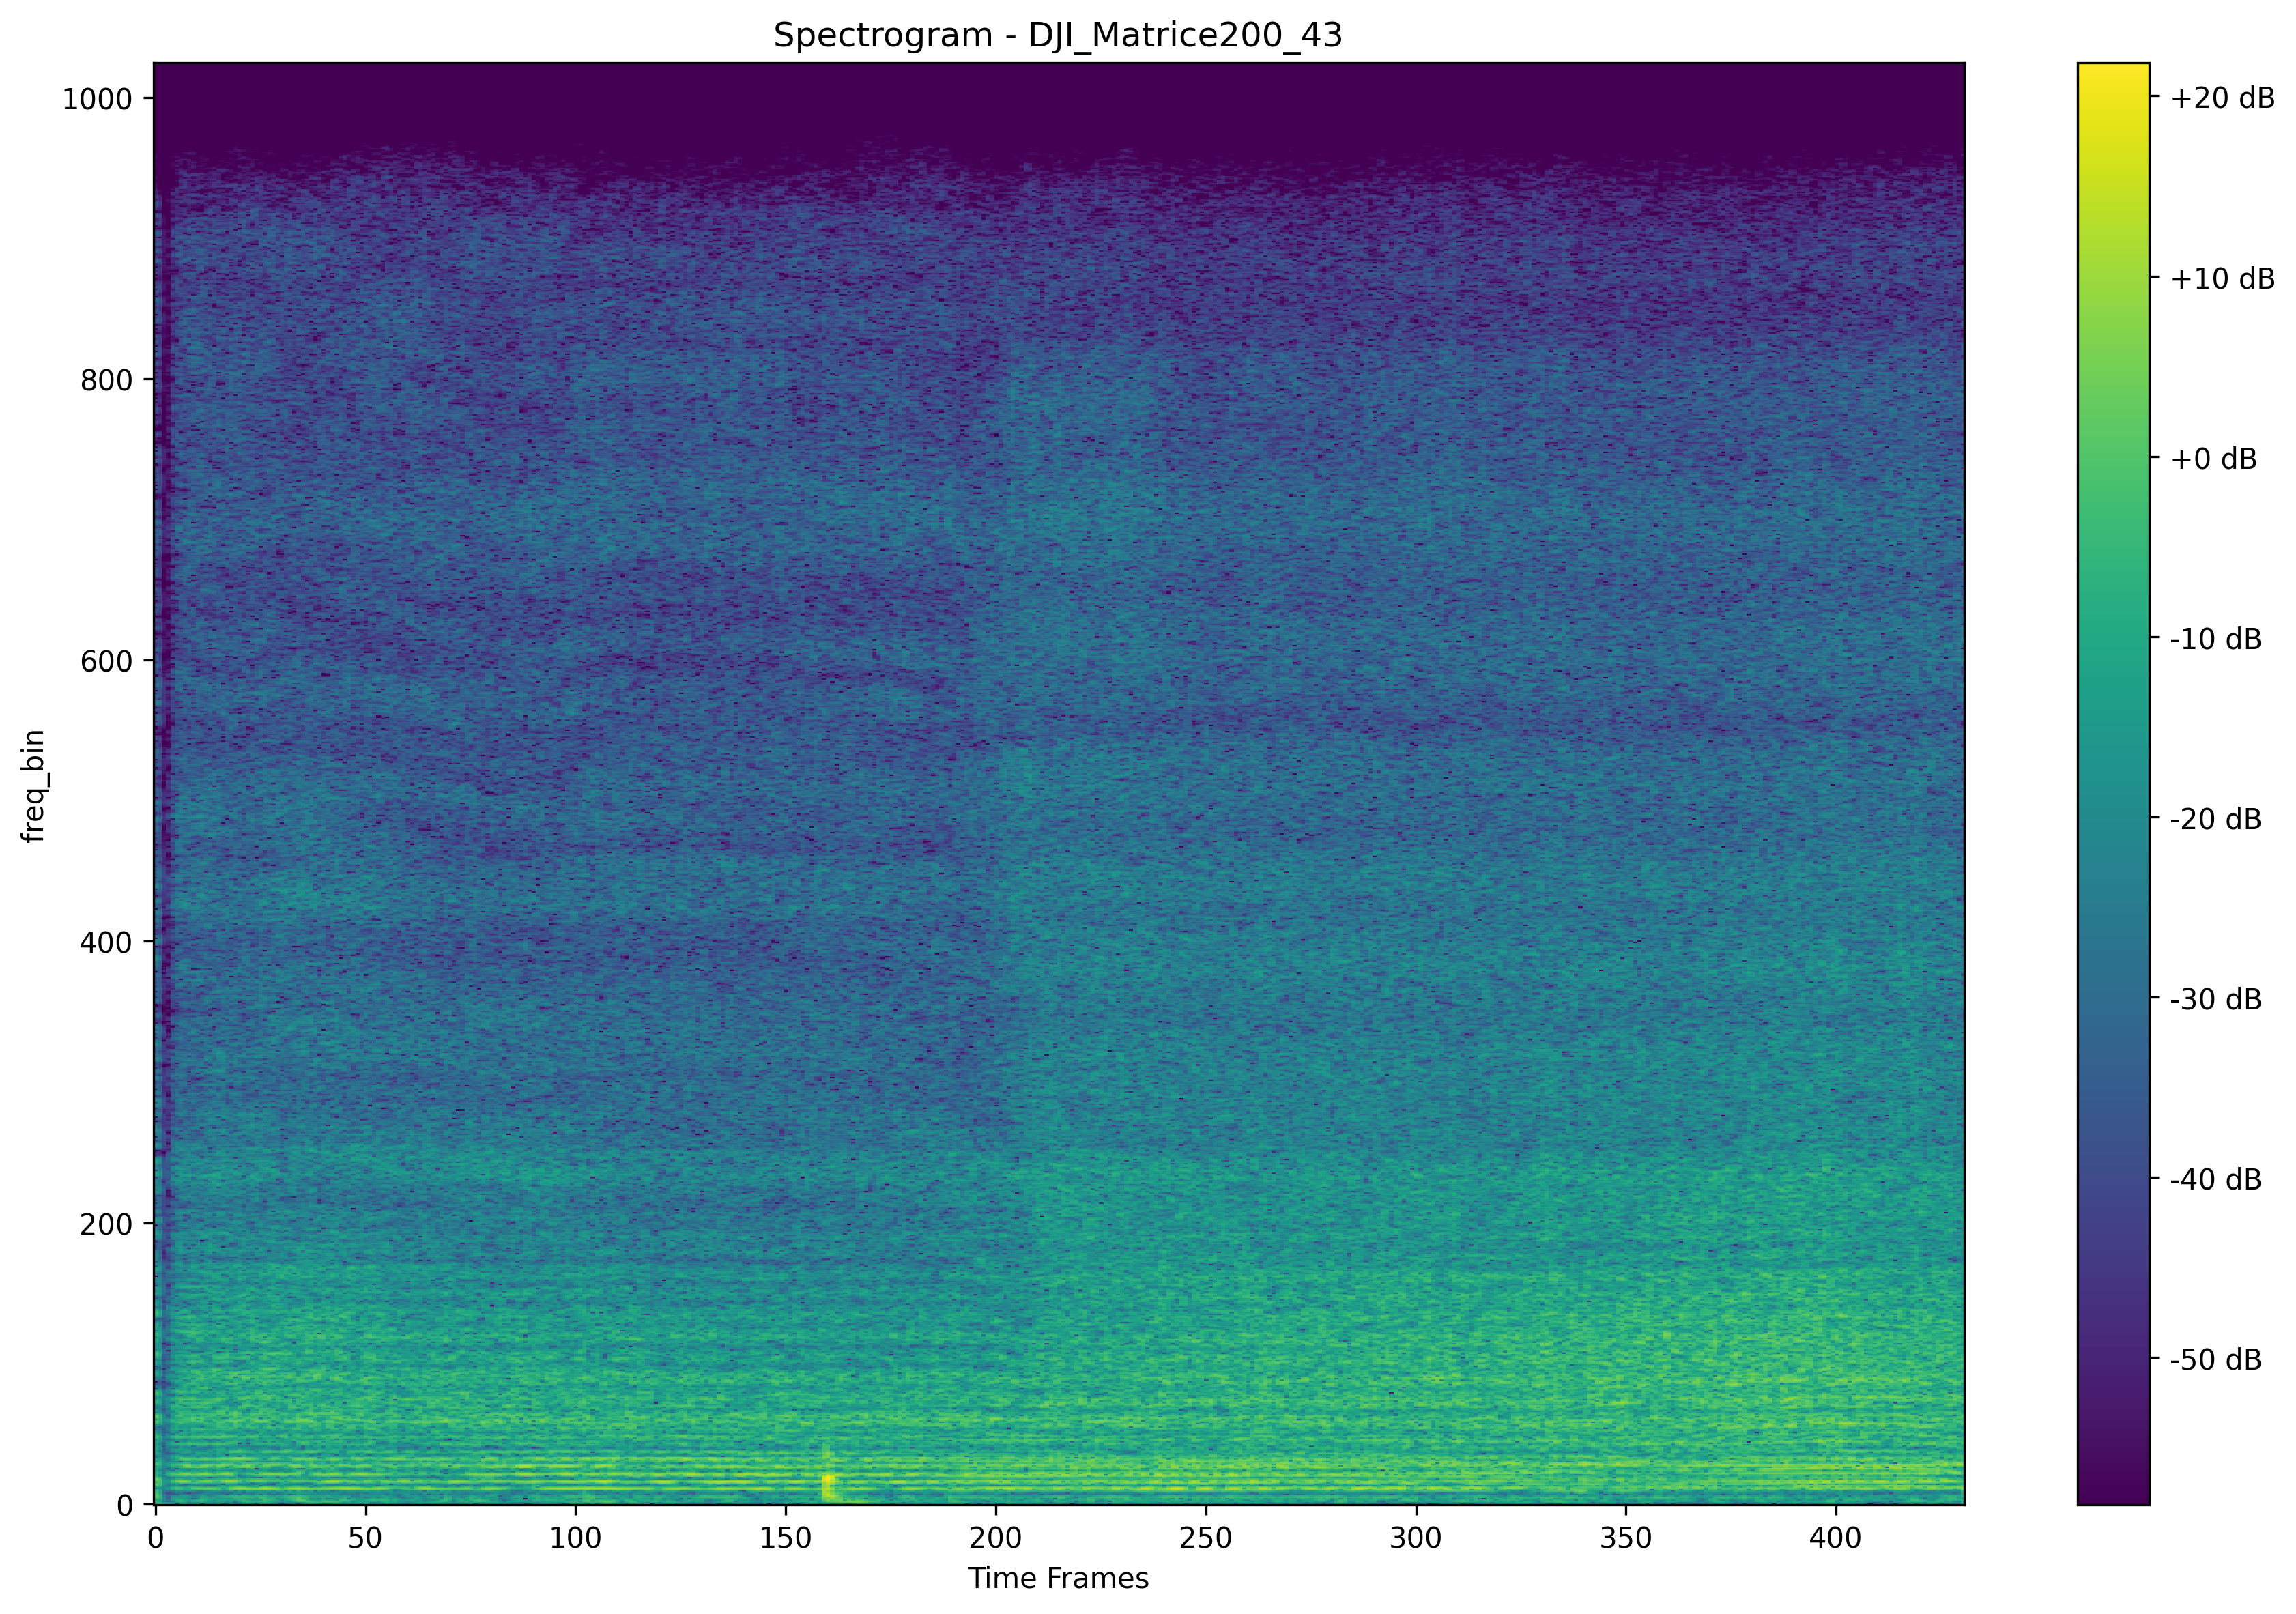 Spectrogram - DJI_Matrice200_43
1000
800
600
400
200
0
freq_bin
0 50 100 150 200 250 300 350 400
Time Frames
+20 dB
+10 dB
+0 dB
-10 dB
-20 dB
-30 dB
-40 dB
-50 dB